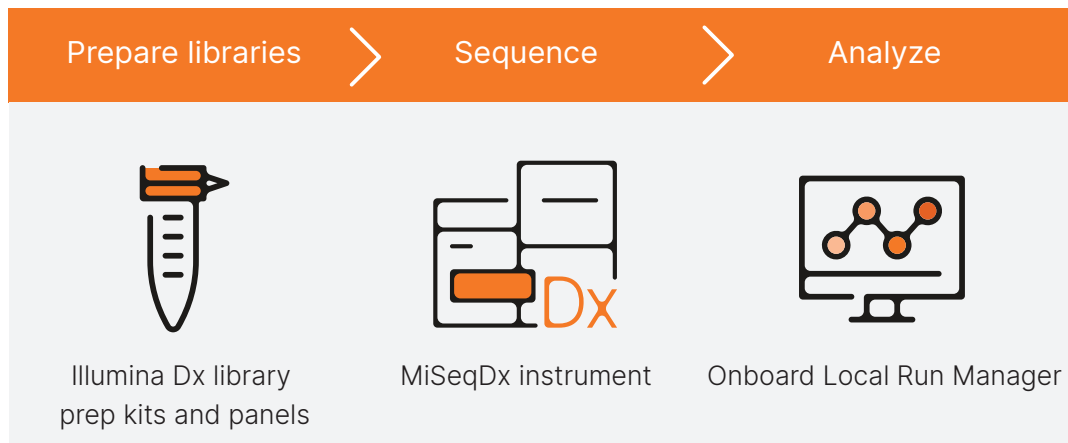 Prepare libraries
Sequence
Analyze
Dx
Illumina Dx library
prep kits and panels
MiSeqDx instrument
Onboard Local Run Manager